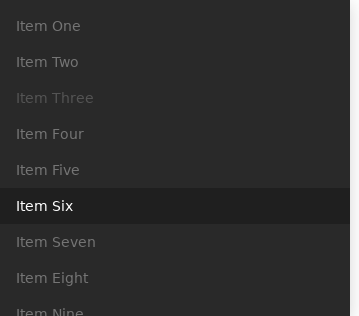 Item One
Item Two
Item Three
Item Four
Item Five
Item Six
Item Seven
Item Eight
Item Nine